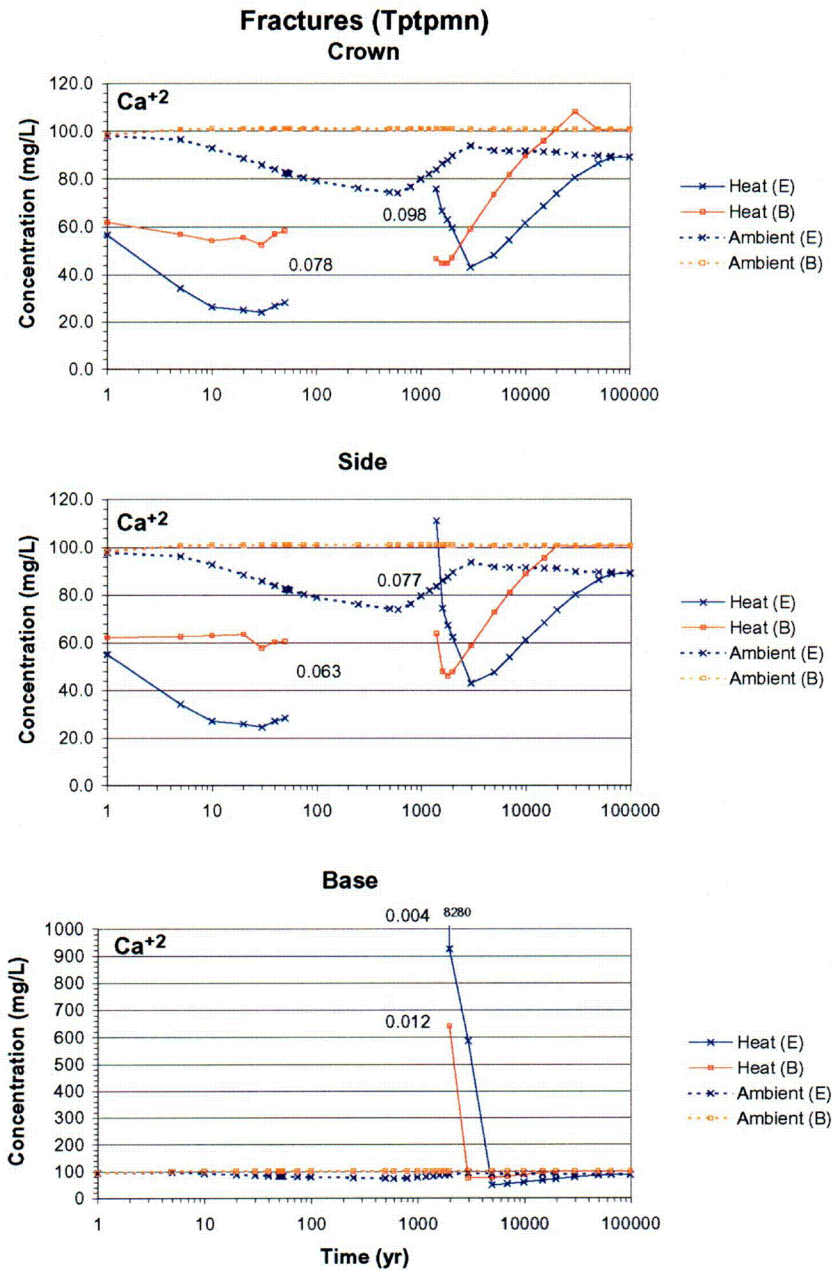 Fractures (Tptpmn)
Crown
Ca+2
Concentration (mg/L)
120.0
100.0
80.0
60.0
40.0
20.0
0.0
0.098
0.078
1 10 100 1000 10000 100000
Heat (E)
Heat (B)
Ambient (E)
Ambient (B)
Side
Ca+2
Concentration (mg/L)
120.0
100.0
80.0
60.0
40.0
20.0
0.0
0.077
0.063
1 10 100 1000 10000 100000
Heat (E)
Heat (B)
Ambient (E)
Ambient (B)
Base
0.004 8280
Ca+2
Concentration (mg/L)
1000
900
800
700
600
500
400
300
200
100
0
0.012
1 10 100 1000 10000 100000
Time (yr)
Heat (E)
Heat (B)
Ambient (E)
Ambient (B)